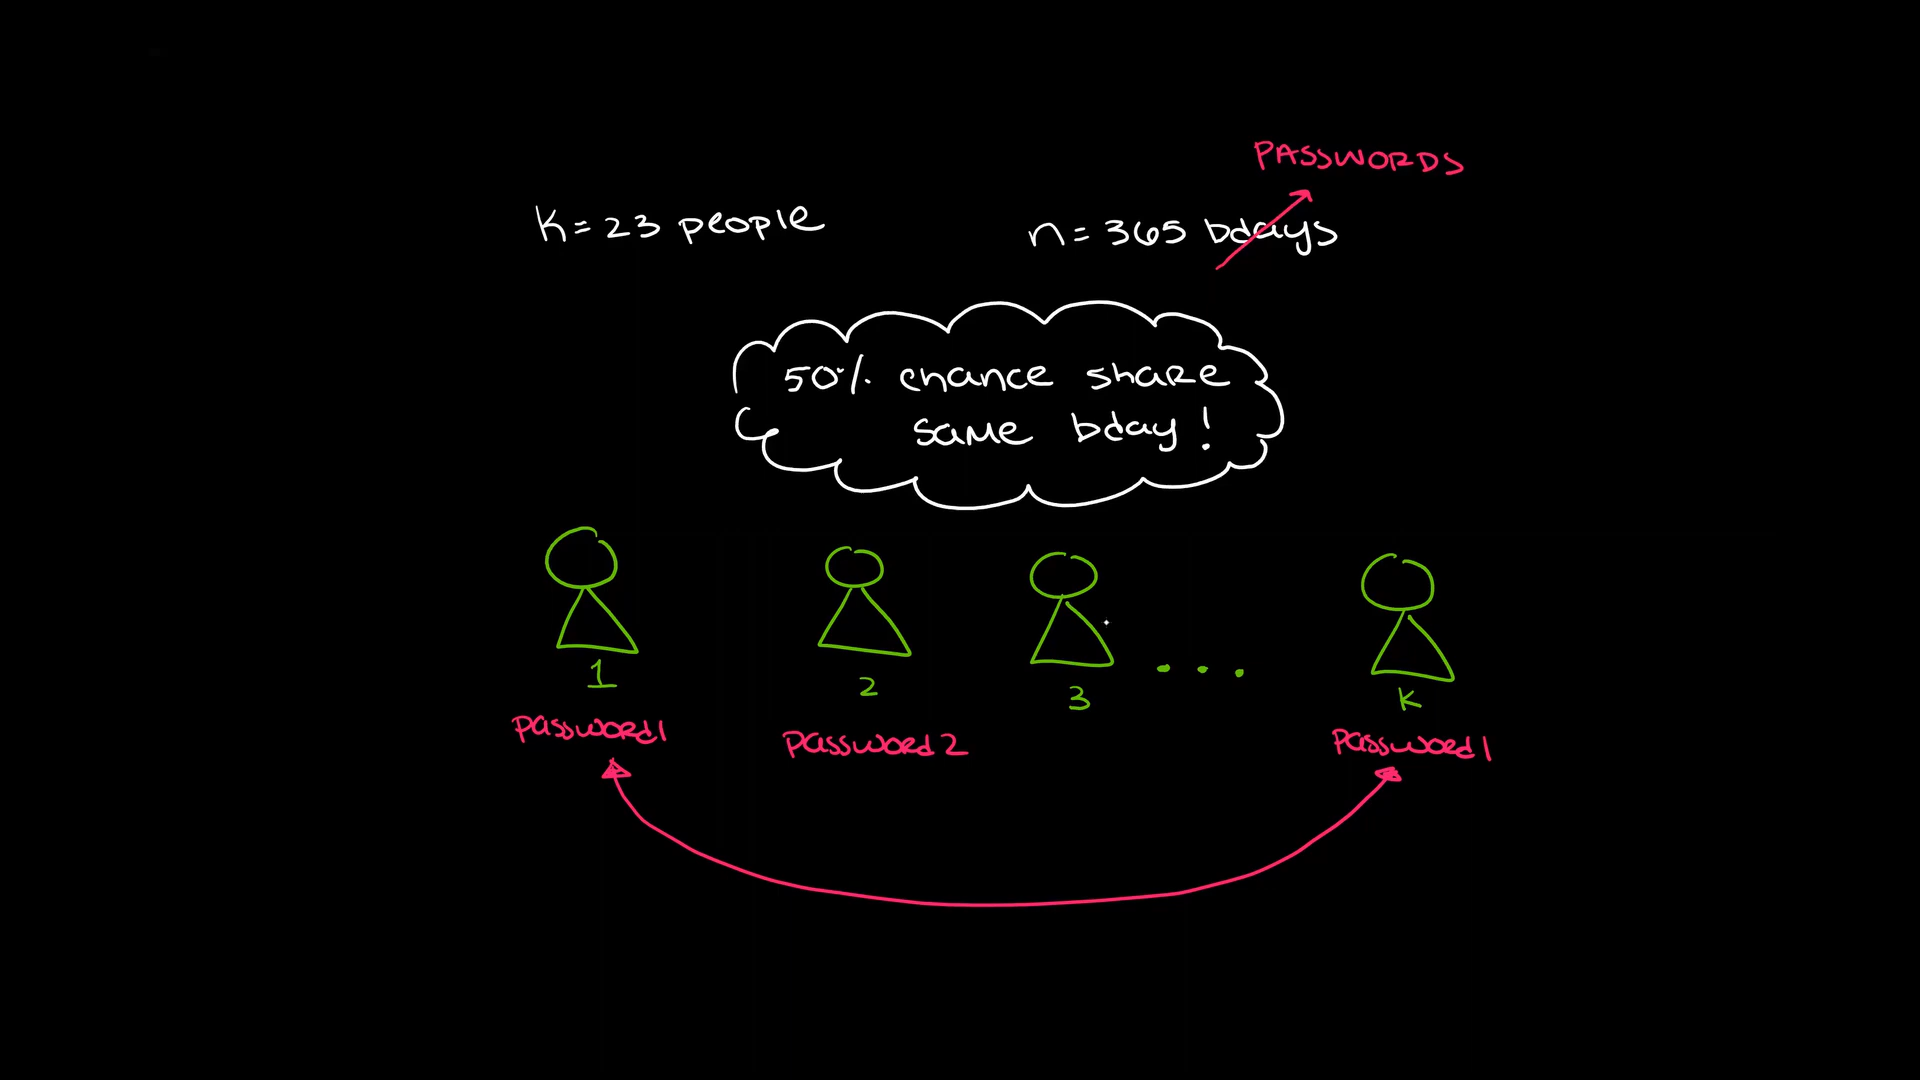 PASSWORDS
K = 23 people
n = 365 bdays
50% chance share
same bday!
1
2
3
...
K
Password1
Password2
Password1